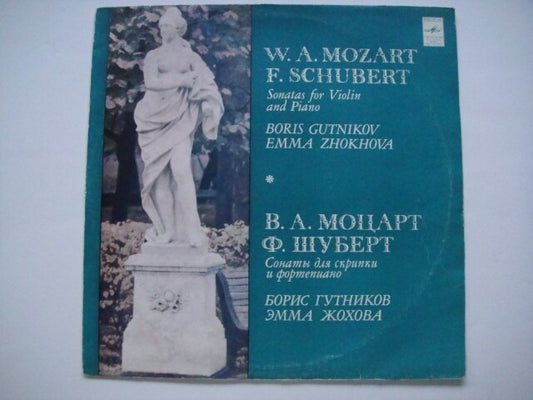 W. A. MOZART
F. SCHUBERT
Sonatas for Violin
and Piano
BORIS GUTNIKOV
EMMA ZHOKHOVA
*
В. А. МОЦАРТ
Ф. ШУБЕРТ
Сонаты для скрипки
и фортепиано
БОРИС ГУТНИКОВ
ЭММА ЖОХОВА